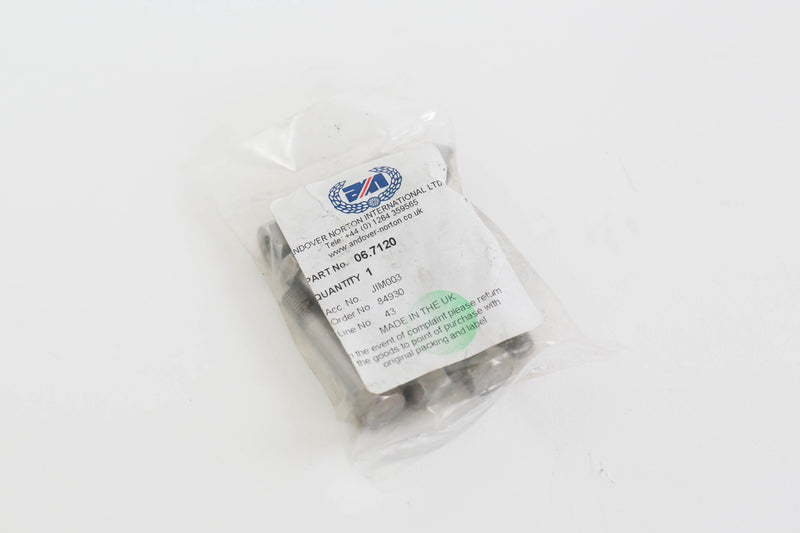 AN
ANDOVER NORTON INTERNATIONAL LTD
Tele. +44 (0) 1264 359565
www.andover-norton.co.uk
PART No. 06.7120
QUANTITY 1
Acc. No. JIM003
Order No 84930
Line No 43
MADE IN THE UK
In the event of complaint please return
the goods to point of purchase with
original packing and label